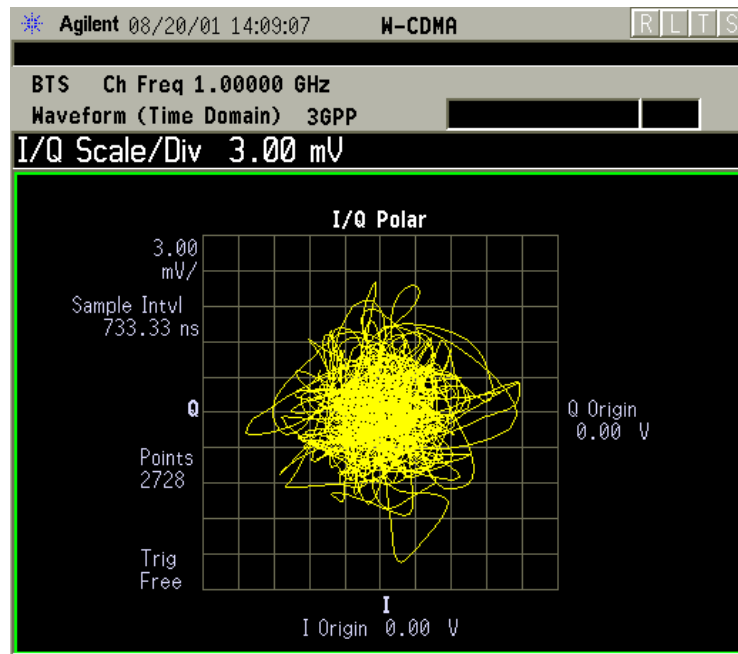 Agilent 08/20/01 14:09:07 W-CDMA R L T S
BTS Ch Freq 1.00000 GHz
Waveform (Time Domain) 3GPP
I/Q Scale/Div 3.00 mV
I/Q Polar
3.00
mV/
Sample Intvl
733.33 ns
Q
Q Origin
0.00 V
Points
2728
Trig
Free
I
I Origin 0.00 V